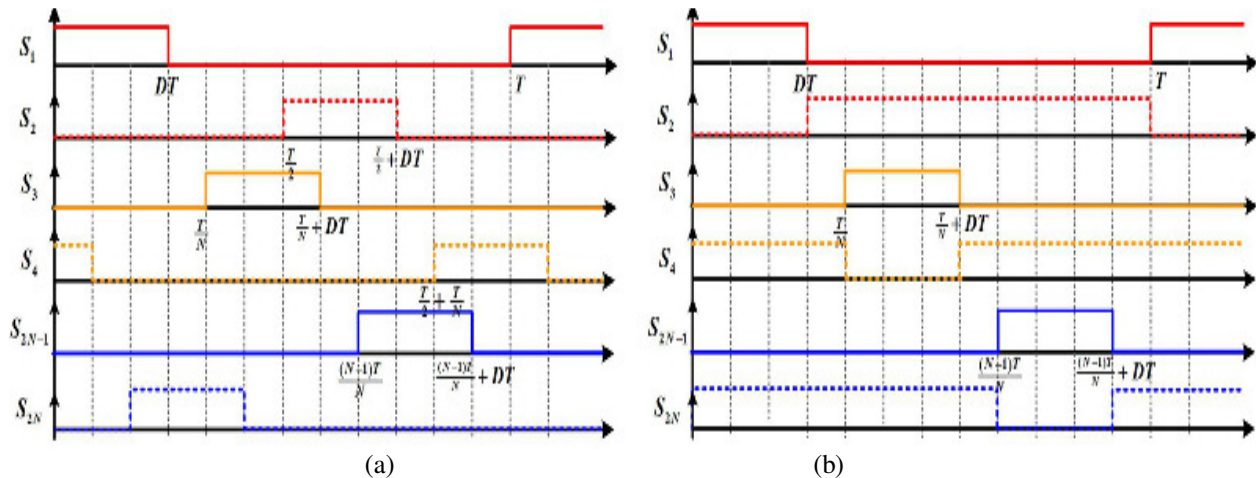 S₁
DT
T
S₂
T/2
T/2 + DT
S₃
T/N
T/N + DT
S₄
T/2 + T/N
S₂N₋₁
(N-1)T/N
(N-1)T/N + DT
S₂N
(a)
S₁
DT
T
S₂
S₃
T/N
T/N + DT
S₄
S₂N₋₁
(N-1)T/N
(N-1)T/N + DT
S₂N
(b)